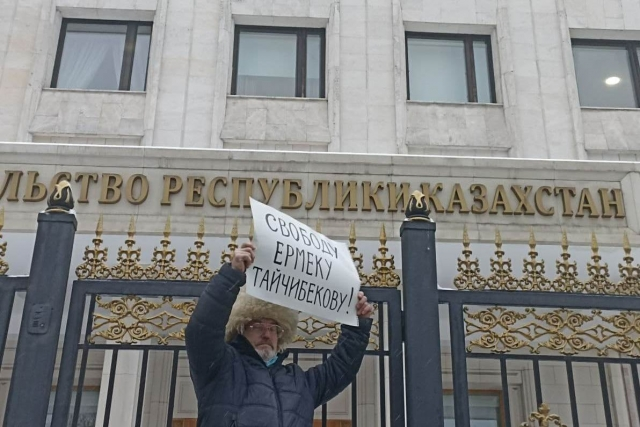 ЛЬСТВО РЕСПУБЛИКИ КАЗАХСТАН
СВОБОДУ
ЕРМЕКУ
ТАЙЧИБЕКОВУ!